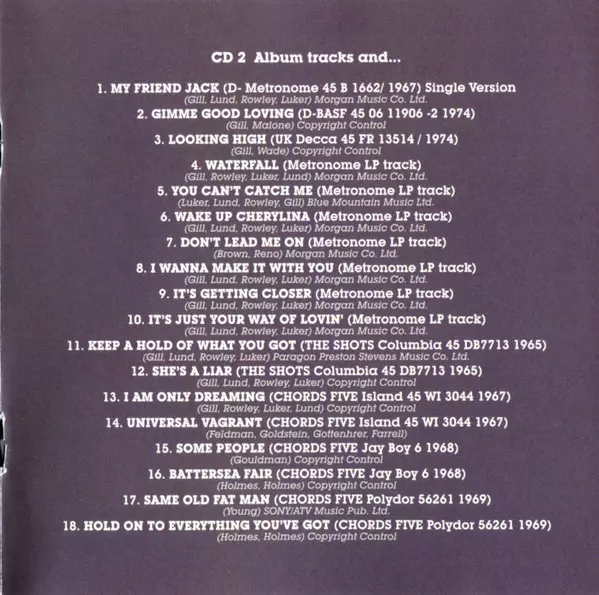 CD 2 Album tracks and...
1. MY FRIEND JACK (D- Metronome 45 B 1662/ 1967) Single Version
(Gill, Lund, Rowley, Luker) Morgan Music Co. Ltd.
2. GIMME GOOD LOVING (D-BASF 45 06 11906 -2 1974)
(Gill, Malone) Copyright Control
3. LOOKING HIGH (UK Decca 45 FR 13514 / 1974)
(Gill, Wade) Copyright Control
4. WATERFALL (Metronome LP track)
(Gill, Rowley, Luker, Lund) Morgan Music Co. Ltd.
5. YOU CAN'T CATCH ME (Metronome LP track)
(Luker, Lund, Rowley, Gill) Blue Mountain Music Ltd.
6. WAKE UP CHERYLINA (Metronome LP track)
(Gill, Lund, Rowley, Luker) Morgan Music Co. Ltd.
7. DON'T LEAD ME ON (Metronome LP track)
(Brown, Reno) Morgan Music Co. Ltd.
8. I WANNA MAKE IT WITH YOU (Metronome LP track)
(Gill, Lund, Rowley, Luker) Morgan Music Co. Ltd.
9. IT'S GETTING CLOSER (Metronome LP track)
(Gill, Lund, Rowley, Luker) Morgan Music Co. Ltd.
10. IT'S JUST YOUR WAY OF LOVIN' (Metronome LP track)
(Gill, Lund, Rowley, Luker) Morgan Music Co. Ltd.
11. KEEP A HOLD OF WHAT YOU GOT (THE SHOTS Columbia 45 DB7713 1965)
(Gill, Lund, Rowley, Luker) Paragon Preston Stevens Music Co. Ltd.
12. SHE'S A LIAR (THE SHOTS Columbia 45 DB7713 1965)
(Gill, Lund, Rowley, Luker) Copyright Control
13. I AM ONLY DREAMING (CHORDS FIVE Island 45 WI 3044 1967)
(Gill, Rowley, Luker, Lund) Copyright Control
14. UNIVERSAL VAGRANT (CHORDS FIVE Island 45 WI 3044 1967)
(Feldman, Goldstein, Gottenhrer, Farrell)
15. SOME PEOPLE (CHORDS FIVE Jay Boy 6 1968)
(Gouldman) Copyright Control
16. BATTERSEA FAIR (CHORDS FIVE Jay Boy 6 1968)
(Holmes, Holmes) Copyright Control
17. SAME OLD FAT MAN (CHORDS FIVE Polydor 56261 1969)
(Young) SONY/ATV Music Pub. Ltd.
18. HOLD ON TO EVERYTHING YOU'VE GOT (CHORDS FIVE Polydor 56261 1969)
(Holmes, Holmes) Copyright Control